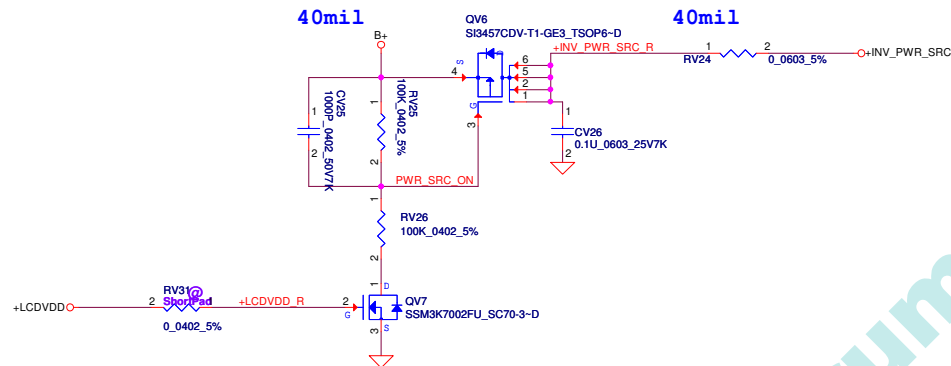 40mil
40mil
QV6
SI3457CDV-T1-GE3_TSOP6~D
B+
+INV_PWR_SRC_R
1
2
+INV_PWR_SRC
RV24
0_0603_5%
S
4
6
5
2
1
G
3
D
1
CV25
1000P_0402_50V7K
2
1
RV25
100K_0402_5%
2
1
CV26
0.1U_0603_25V7K
2
PWR_SRC_ON
1
RV26
100K_0402_5%
2
1
D
RV31
@
ShortPad
2
1
+LCDVDD
+LCDVDD_R
0_0402_5%
2
G
QV7
SSM3K7002FU_SC70-3~D
3
S